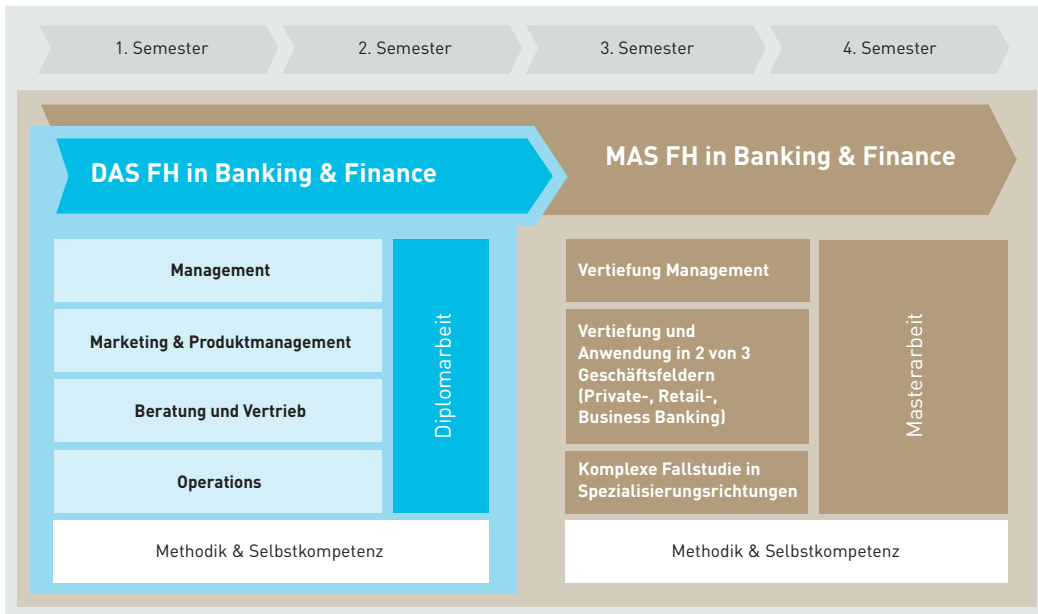 1. Semester
2. Semester
3. Semester
4. Semester
DAS FH in Banking & Finance
MAS FH in Banking & Finance
Management
Marketing & Produktmanagement
Beratung und Vertrieb
Operations
Diplomarbeit
Methodik & Selbstkompetenz
Vertiefung Management
Vertiefung und
Anwendung in 2 von 3
Geschäftsfeldern
(Private-, Retail-,
Business Banking)
Komplexe Fallstudie in
Spezialisierungsrichtungen
Masterarbeit
Methodik & Selbstkompetenz